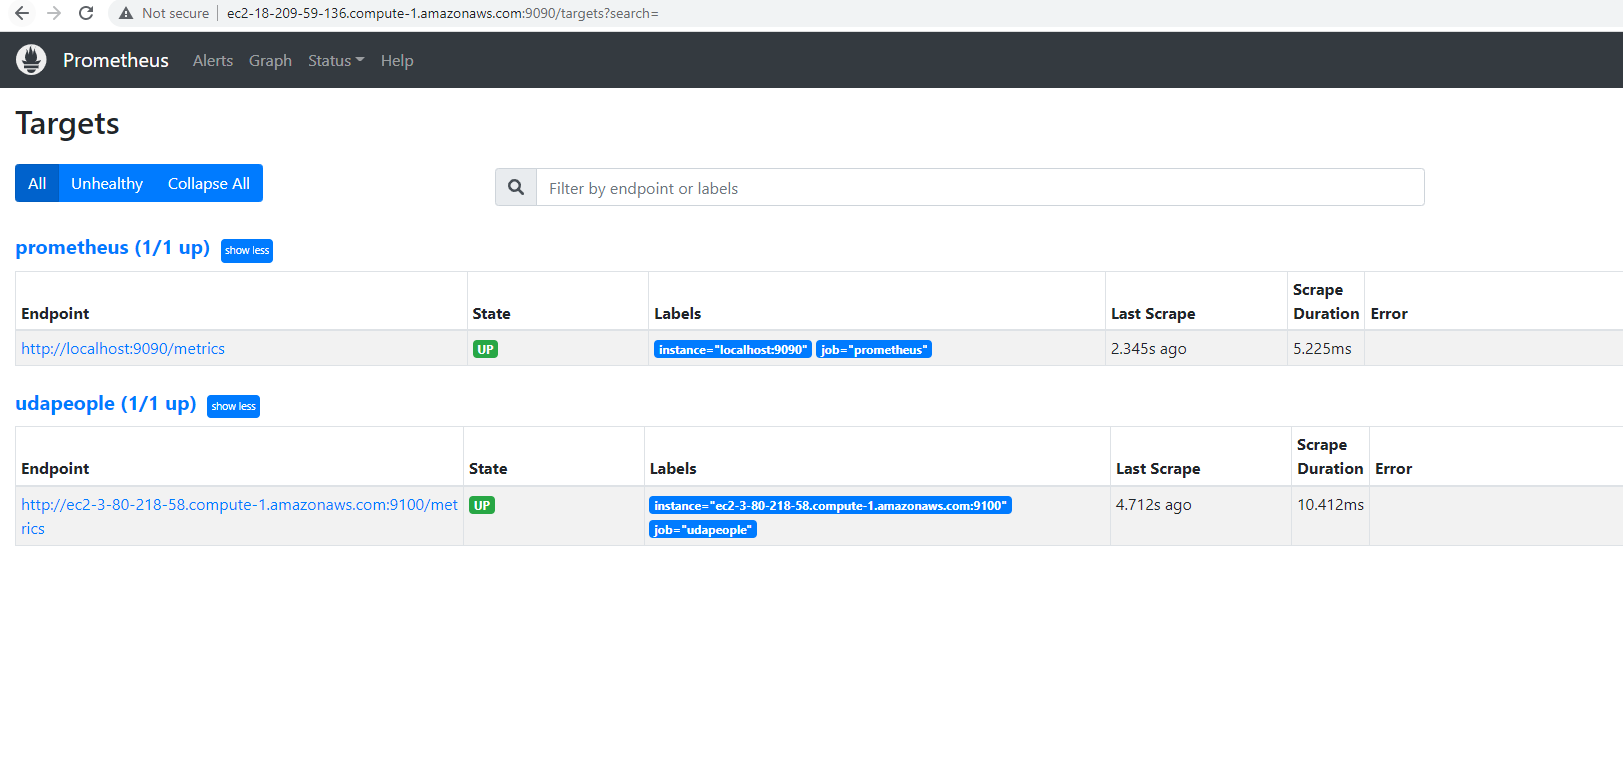 Not secure ec2-18-209-59-136.compute-1.amazonaws.com:9090/targets?search=
Prometheus Alerts Graph Status Help
Targets
All Unhealthy Collapse All Filter by endpoint or labels
prometheus (1/1 up) show less
Endpoint State Labels Last Scrape Scrape Duration Error
http://localhost:9090/metrics UP instance="localhost:9090" job="prometheus" 2.345s ago 5.225ms
udapeople (1/1 up) show less
Endpoint State Labels Last Scrape Scrape Duration Error
http://ec2-3-80-218-58.compute-1.amazonaws.com:9100/met UP instance="ec2-3-80-218-58.compute-1.amazonaws.com:9100" 4.712s ago 10.412ms
rics job="udapeople"